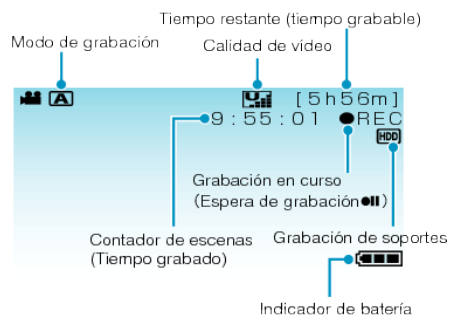 Tiempo restante (tiempo grabable)
Modo de grabación
Calidad de vídeo
A
[5h56m]
9:55:01 ●REC
HDD
Grabación en curso
(Espera de grabación●II)
Contador de escenas
(Tiempo grabado)
Grabación de soportes
Indicador de batería